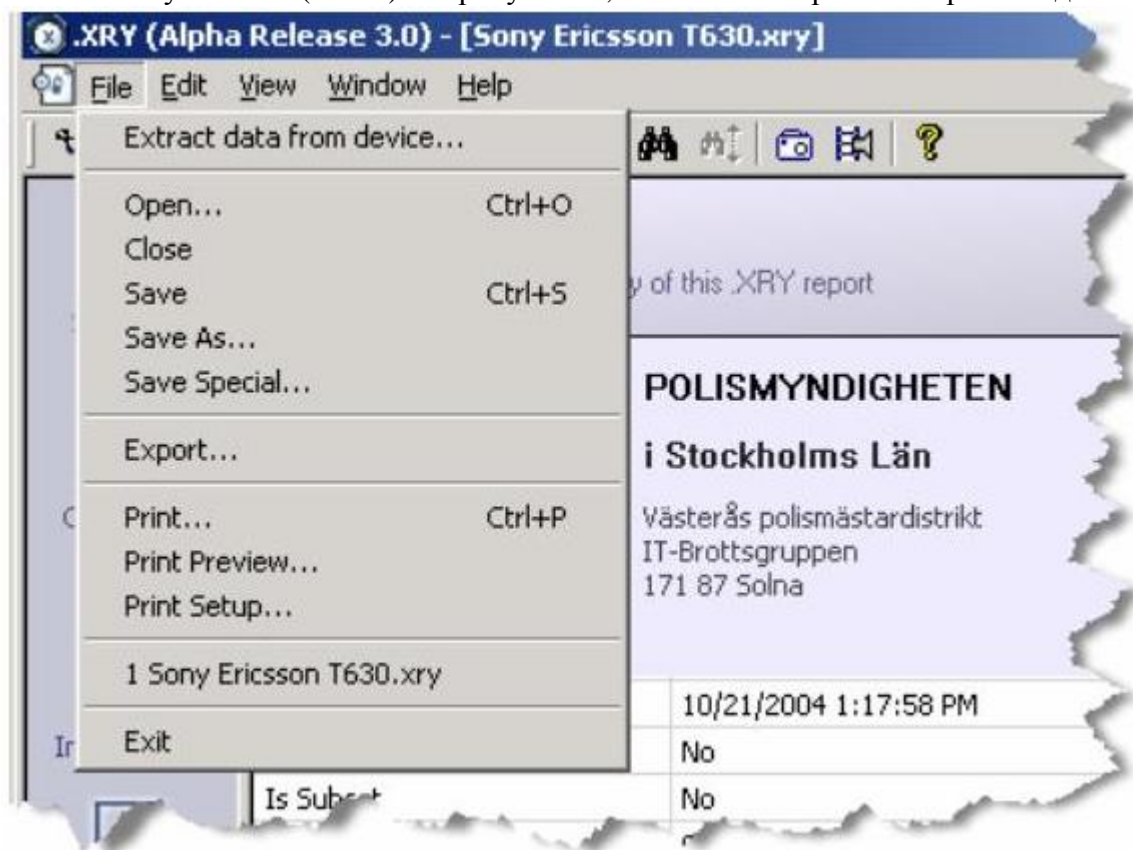 .XRY (Alpha Release 3.0) - [Sony Ericsson T630.xry]
File Edit View Window Help
Extract data from device...
Open... Ctrl+O
Close
Save Ctrl+S
Save As...
Save Special...
Export...
Print... Ctrl+P
Print Preview...
Print Setup...
1 Sony Ericsson T630.xry
Exit
of this .XRY report
POLISMYNDIGHETEN
i Stockholms Län
Västerås polismästardistrikt
IT-Brottsgruppen
171 87 Solna
10/21/2004 1:17:58 PM
No
Is Subset
No